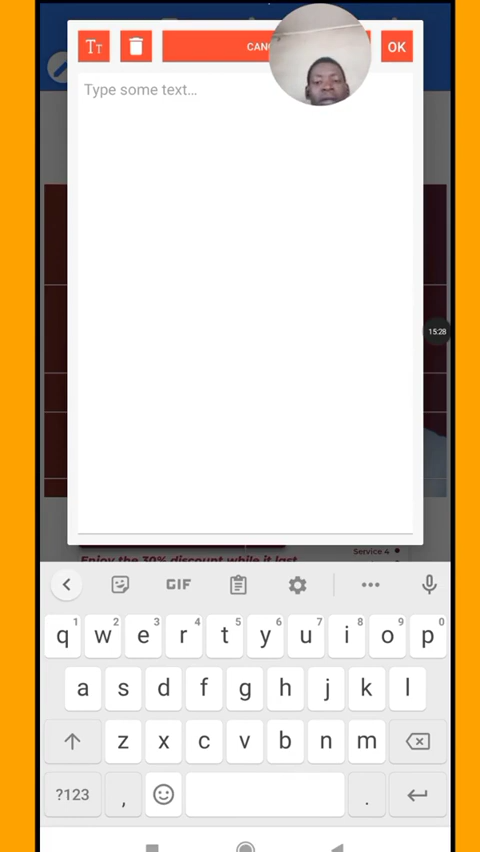 TT
CANC
OK
Type some text...
15:28
Service 4
Enjoy the 30% discount while it last
GIF
1 2 3 4 5 6 7 8 9 0
q w e r t y u i o p
a s d f g h j k l
z x c v b n m
?123 , .